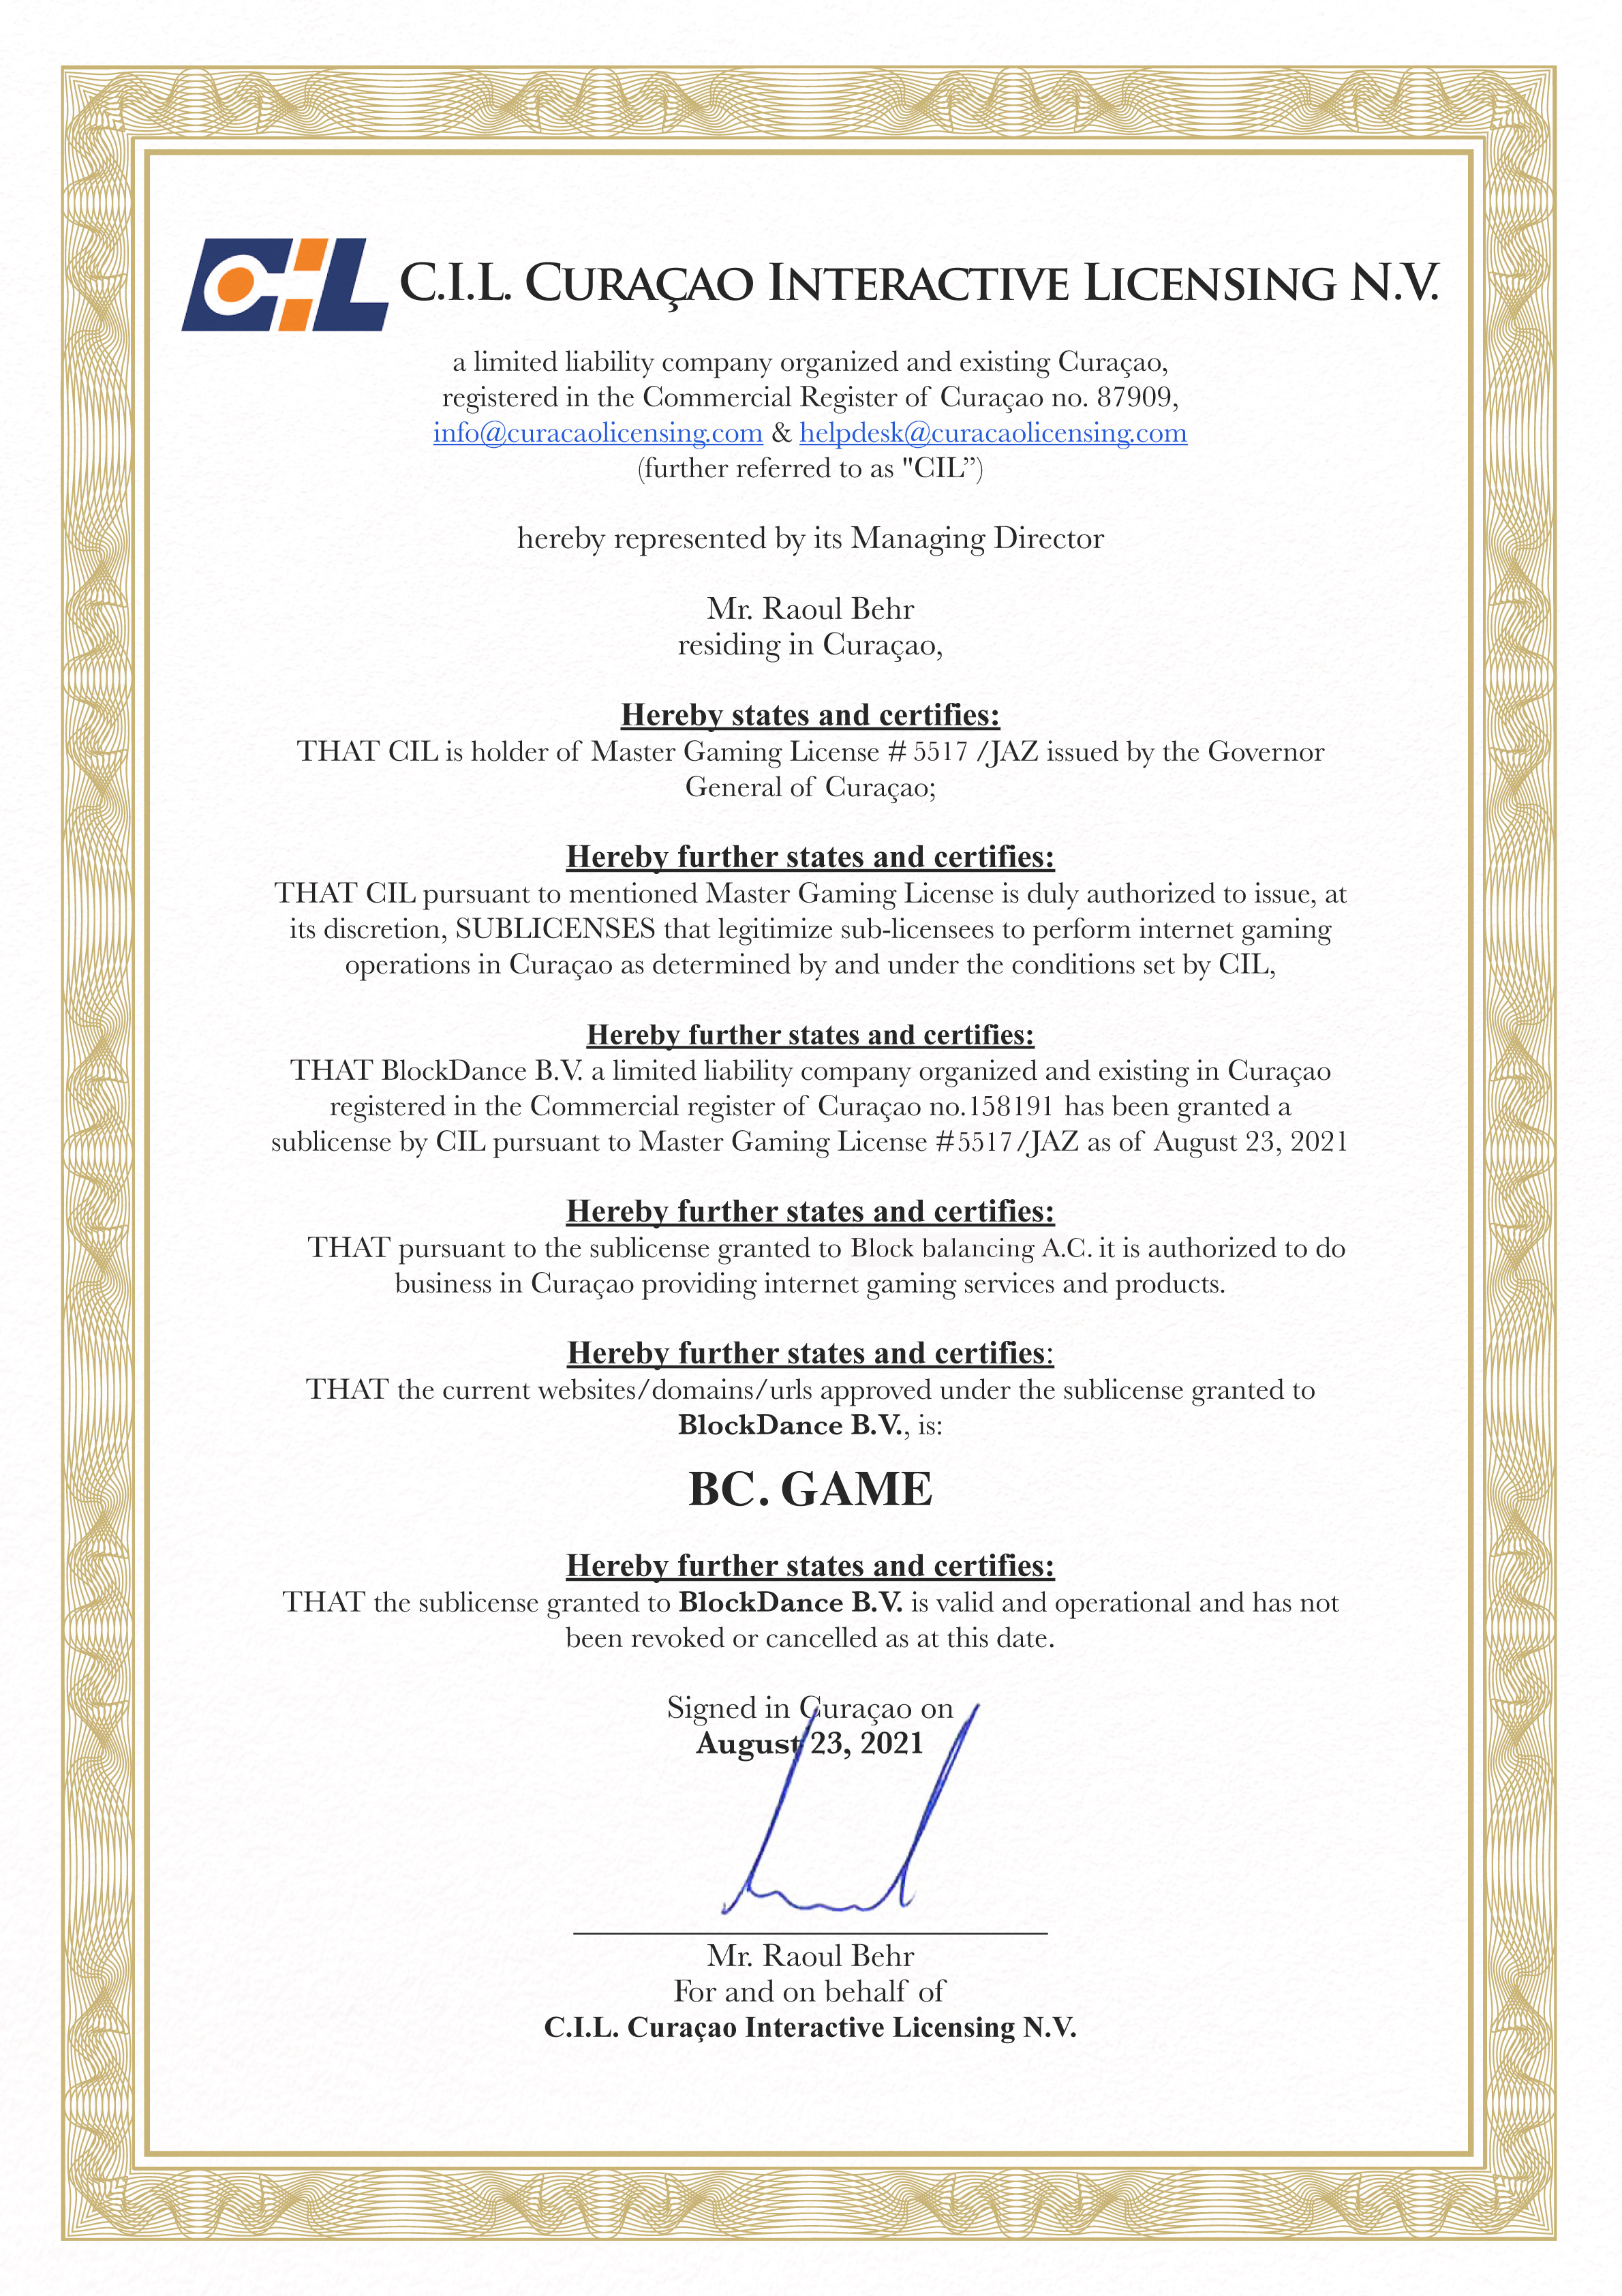 CIL C.I.L. CURAÇAO INTERACTIVE LICENSING N.V.
a limited liability company organized and existing Curaçao,
registered in the Commercial Register of Curaçao no. 87909,
info@curacaolicensing.com & helpdesk@curacaolicensing.com
(further referred to as "CIL”)
hereby represented by its Managing Director
Mr. Raoul Behr
residing in Curaçao,
Hereby states and certifies:
THAT CIL is holder of Master Gaming License # 5517 /JAZ issued by the Governor
General of Curaçao;
Hereby further states and certifies:
THAT CIL pursuant to mentioned Master Gaming License is duly authorized to issue, at
its discretion, SUBLICENSES that legitimize sub-licensees to perform internet gaming
operations in Curaçao as determined by and under the conditions set by CIL,
Hereby further states and certifies:
THAT BlockDance B.V. a limited liability company organized and existing in Curaçao
registered in the Commercial register of Curaçao no.158191 has been granted a
sublicense by CIL pursuant to Master Gaming License #5517/JAZ as of August 23, 2021
Hereby further states and certifies:
THAT pursuant to the sublicense granted to Block balancing A.C. it is authorized to do
business in Curaçao providing internet gaming services and products.
Hereby further states and certifies:
THAT the current websites/domains/urls approved under the sublicense granted to
BlockDance B.V., is:
BC. GAME
Hereby further states and certifies:
THAT the sublicense granted to BlockDance B.V. is valid and operational and has not
been revoked or cancelled as at this date.
Signed in Curaçao on
August 23, 2021
Mr. Raoul Behr
For and on behalf of
C.I.L. Curaçao Interactive Licensing N.V.